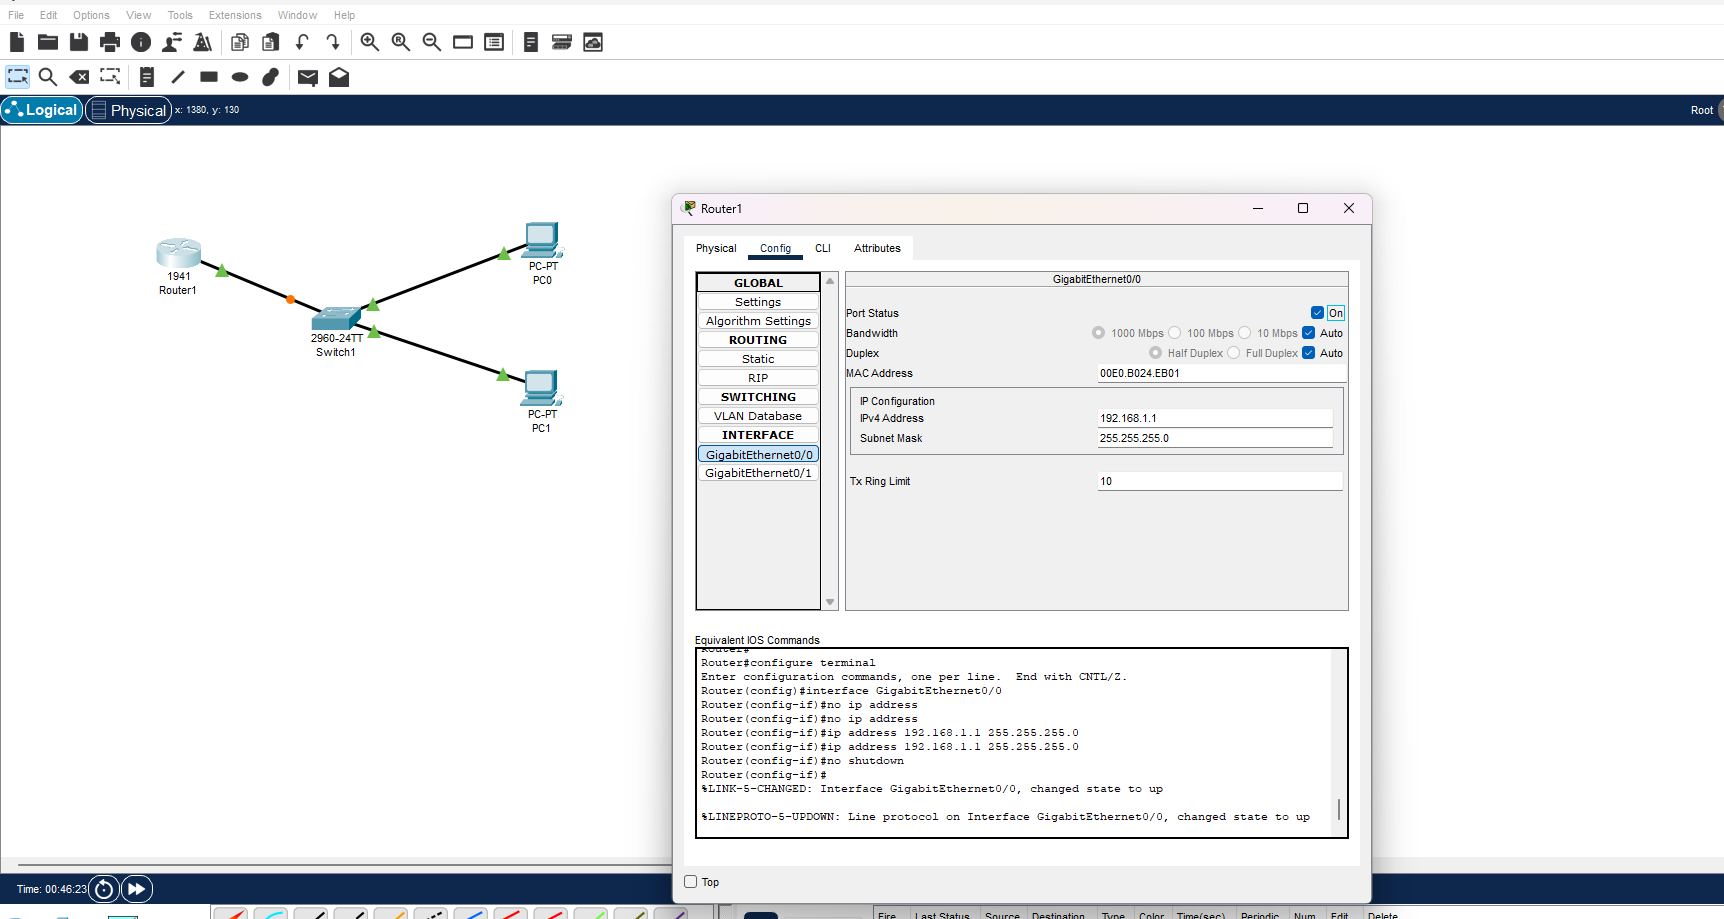 File Edit Options View Tools Extensions Window Help
Logical Physical x: 1380, y: 130 Root
1941
Router1
2960-24TT
Switch1
PC-PT
PC0
PC-PT
PC1
Router1
Physical Config CLI Attributes
GLOBAL
Settings
Algorithm Settings
ROUTING
Static
RIP
SWITCHING
VLAN Database
INTERFACE
GigabitEthernet0/0
GigabitEthernet0/1
GigabitEthernet0/0
Port Status On
Bandwidth 1000 Mbps 100 Mbps 10 Mbps Auto
Duplex Half Duplex Full Duplex Auto
MAC Address 00E0.B024.EB01
IP Configuration
IPv4 Address 192.168.1.1
Subnet Mask 255.255.255.0
Tx Ring Limit 10
Equivalent IOS Commands
Router#
Router#configure terminal
Enter configuration commands, one per line. End with CNTL/Z.
Router(config)#interface GigabitEthernet0/0
Router(config-if)#no ip address
Router(config-if)#no ip address
Router(config-if)#ip address 192.168.1.1 255.255.255.0
Router(config-if)#ip address 192.168.1.1 255.255.255.0
Router(config-if)#no shutdown
Router(config-if)#
%LINK-5-CHANGED: Interface GigabitEthernet0/0, changed state to up
%LINEPROTO-5-UPDOWN: Line protocol on Interface GigabitEthernet0/0, changed state to up
Top
Time: 00:46:23
Fire Last Status Source Destination Type Color Time(sec) Periodic Num Edit Delete